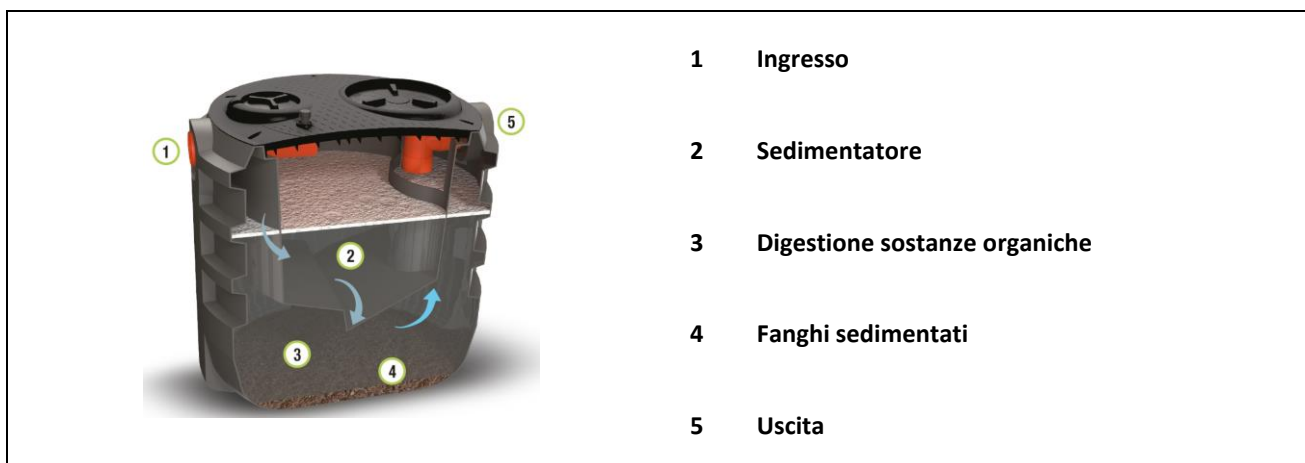 1 Ingresso
2 Sedimentatore
3 Digestione sostanze organiche
4 Fanghi sedimentati
5 Uscita
1
5
2
3
4